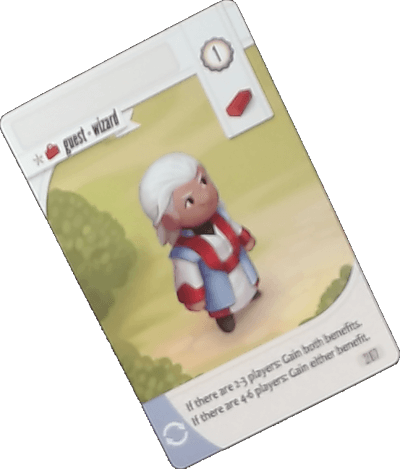 1
guest - wizard
If there are 2-3 players: Gain both benefits.
If there are 4-6 players: Gain either benefit.